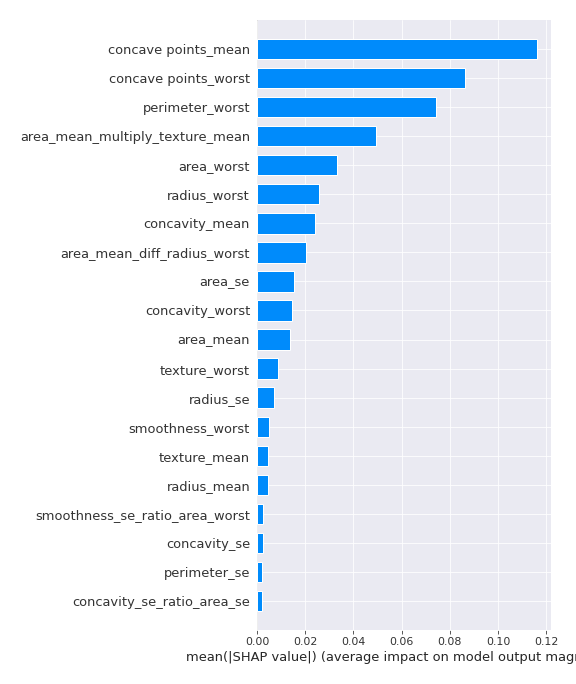 concave points_mean
concave points_worst
perimeter_worst
area_mean_multiply_texture_mean
area_worst
radius_worst
concavity_mean
area_mean_diff_radius_worst
area_se
concavity_worst
area_mean
texture_worst
radius_se
smoothness_worst
texture_mean
radius_mean
smoothness_se_ratio_area_worst
concavity_se
perimeter_se
concavity_se_ratio_area_se
0.00 0.02 0.04 0.06 0.08 0.10 0.12
mean(|SHAP value|) (average impact on model output magn